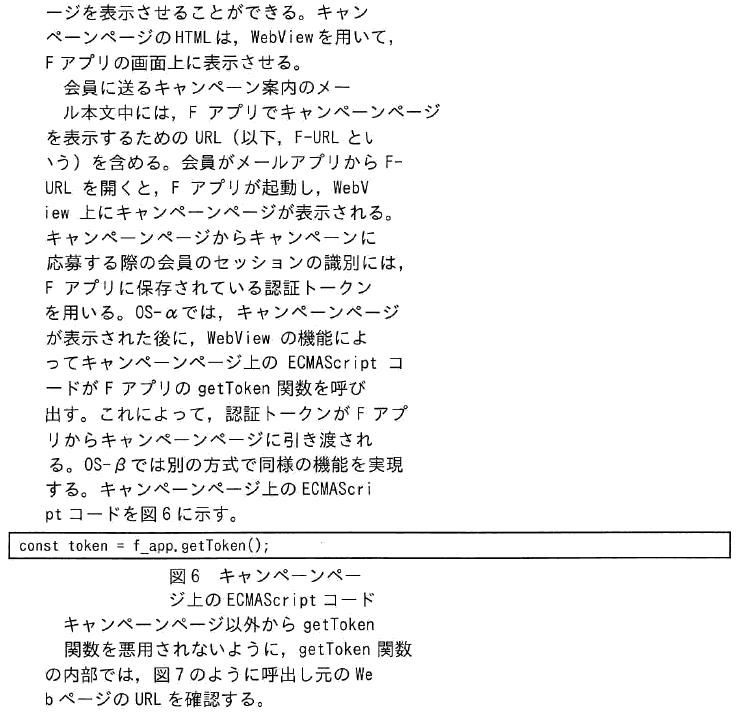 ージを表示させることができる。キャン
ペーンページのHTMLは，WebViewを用いて，
Fアプリの画面上に表示させる。
会員に送るキャンペーン案内のメー
ル本文中には，F アプリでキャンペーンページ
を表示するための URL（以下，F-URL とい
う）を含める。会員がメールアプリから F-
URL を開くと，F アプリが起動し，WebV
iew 上にキャンペーンページが表示される。
キャンペーンページからキャンペーンに
応募する際の会員のセッションの識別には，
F アプリに保存されている認証トークン
を用いる。OS-αでは，キャンペーンページ
が表示された後に，WebView の機能によ
ってキャンペーンページ上の ECMAScript コ
ードが F アプリの getToken 関数を呼び
出す。これによって，認証トークンが F アプ
リからキャンペーンページに引き渡され
る。OS-βでは別の方式で同様の機能を実現
する。キャンペーンページ上の ECMAScri
pt コードを図 6 に示す。
const token = f_app.getToken();
図 6　キャンペーンペー
ジ上の ECMAScript コード
キャンペーンページ以外から getToken
関数を悪用されないように，getToken 関数
の内部では，図 7 のように呼出し元の We
b ページの URL を確認する。